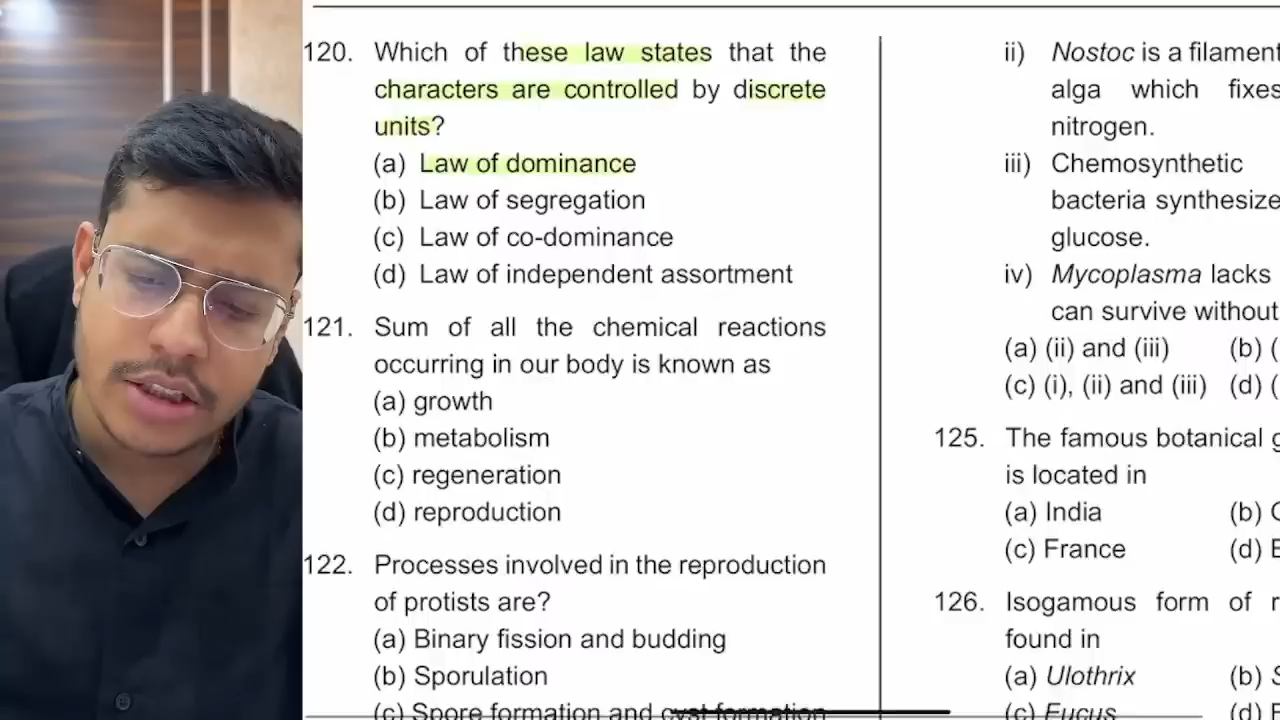 120. Which of these law states that the
characters are controlled by discrete
units?
(a) Law of dominance
(b) Law of segregation
(c) Law of co-dominance
(d) Law of independent assortment
121. Sum of all the chemical reactions
occurring in our body is known as
(a) growth
(b) metabolism
(c) regeneration
(d) reproduction
122. Processes involved in the reproduction
of protists are?
(a) Binary fission and budding
(b) Sporulation
(c) Spore formation and cyst formation
ii) Nostoc is a filament
alga which fixes
nitrogen.
iii) Chemosynthetic
bacteria synthesize
glucose.
iv) Mycoplasma lacks
can survive without
(a) (ii) and (iii) (b) (
(c) (i), (ii) and (iii) (d) (
125. The famous botanical g
is located in
(a) India (b)
(c) France (d)
126. Isogamous form of r
found in
(a) Ulothrix (b) S
(c) Fucus (d)